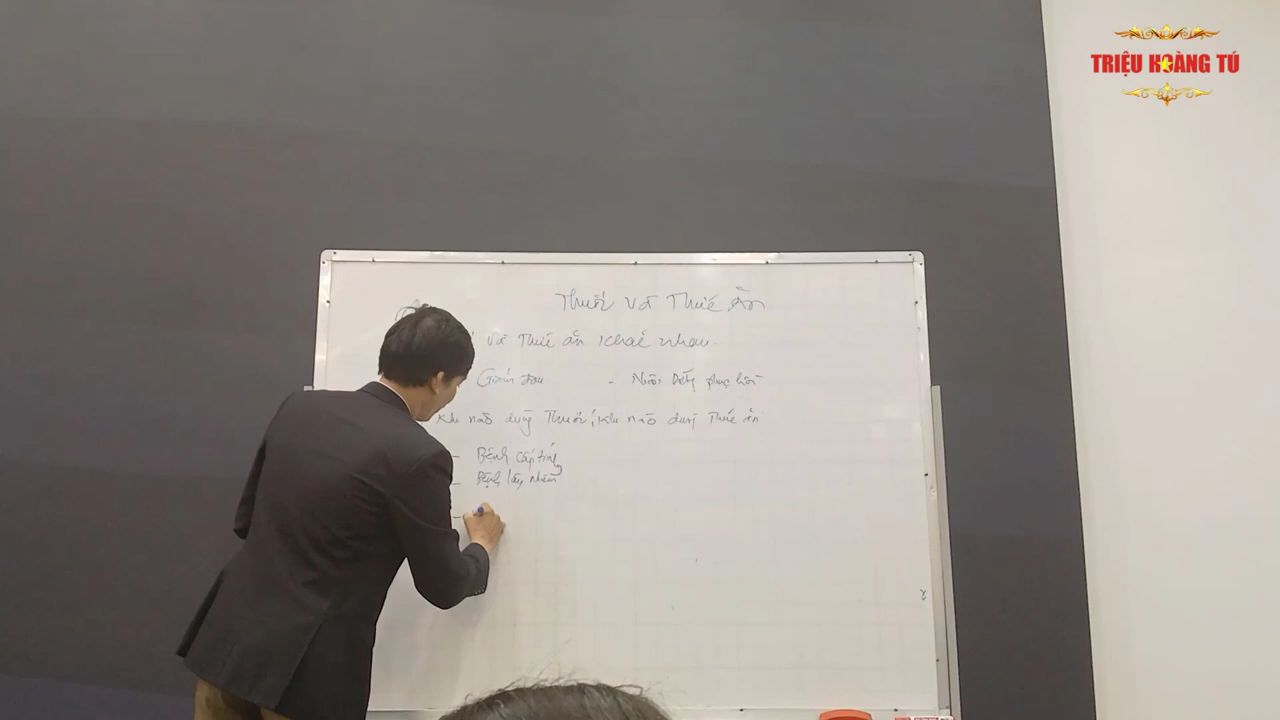 TRIỆU HOÀNG TÚ
Thuốc Và Thức Ăn
Và Thức ăn khác nhau
Giảm đau - Nuôi Dưỡng phục hồi
Khi nào dùng Thuốc, Khi nào dùng Thức ăn
- Bệnh cấp tính
- Bệnh lây nhiễm
-